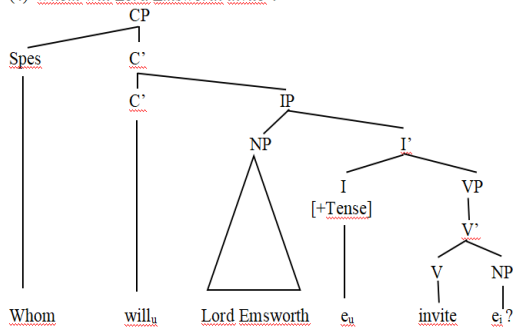 CP
Spes C’
C’ IP
NP I’
I VP
[+Tense]
V’
V NP
Whom willu Lord Emsworth eu invite ei ?